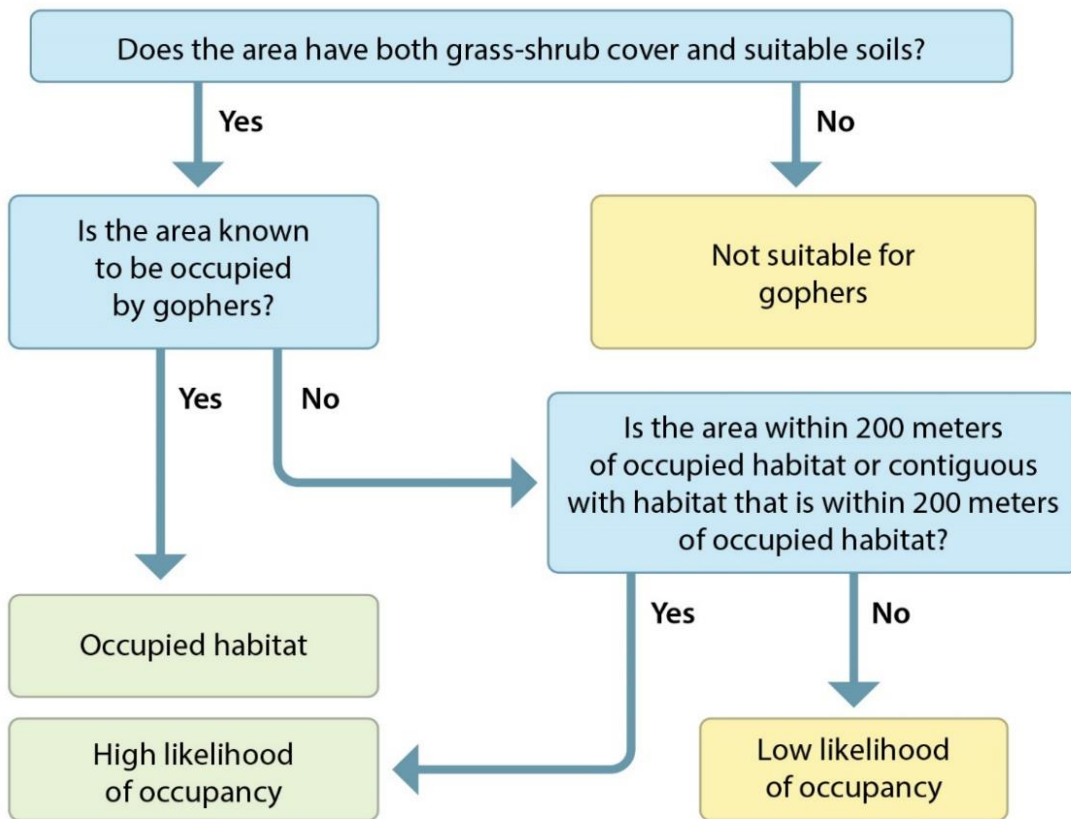 Does the area have both grass-shrub cover and suitable soils?
Yes
No
Is the area known
to be occupied
by gophers?
Not suitable for
gophers
Yes
No
Is the area within 200 meters
of occupied habitat or contiguous
with habitat that is within 200 meters
of occupied habitat?
Yes
No
Occupied habitat
High likelihood
of occupancy
Low likelihood
of occupancy